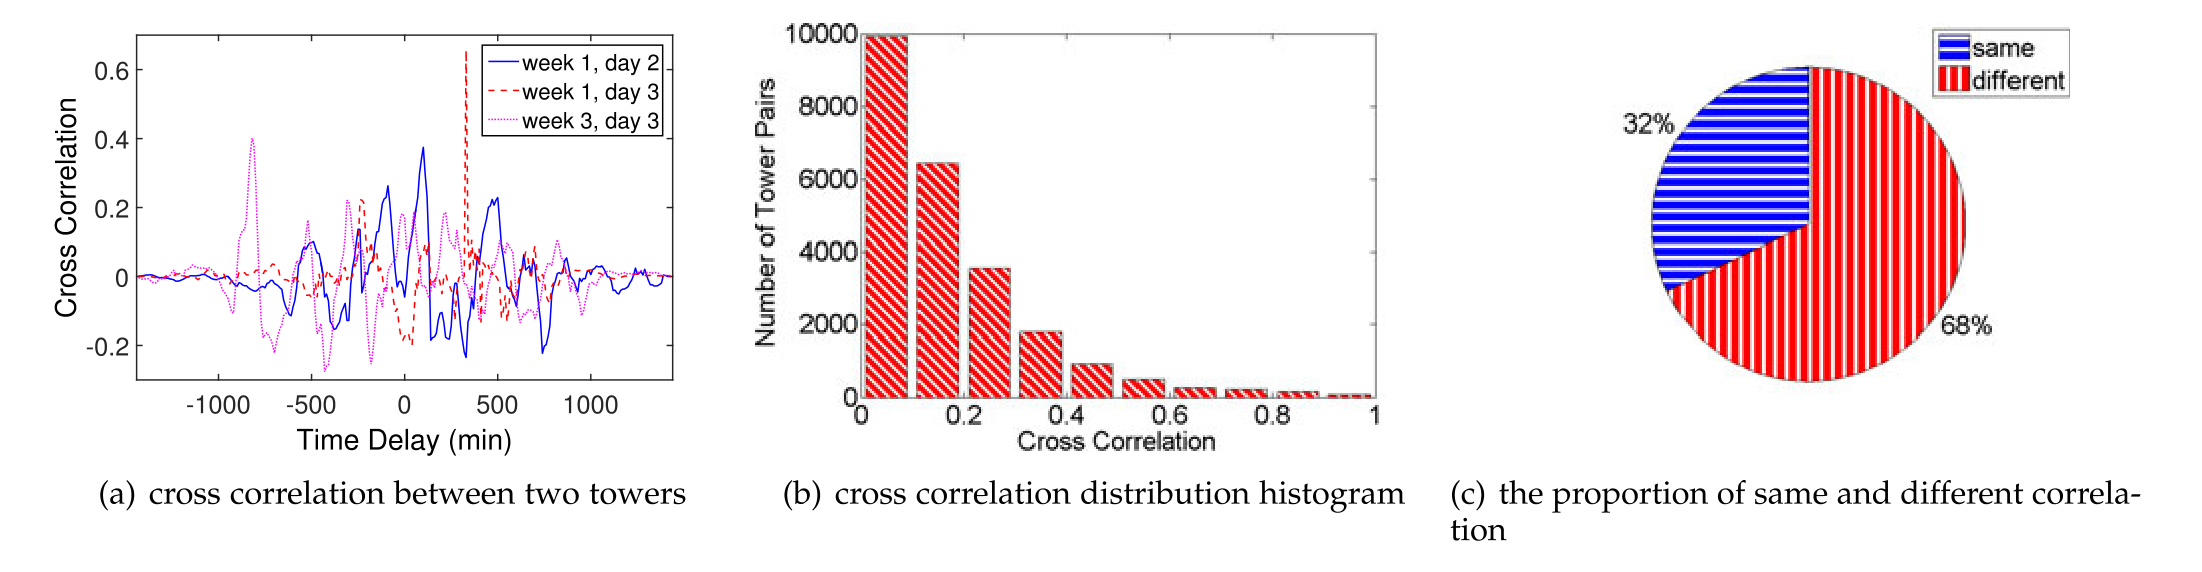 Cross Correlation
0.6
0.4
0.2
0
-0.2
week 1, day 2
week 1, day 3
week 3, day 3
-1000 -500 0 500 1000
Time Delay (min)
(a) cross correlation between two towers
Number of Tower Pairs
10000
8000
6000
4000
2000
0
0 0.2 0.4 0.6 0.8 1
Cross Correlation
(b) cross correlation distribution histogram
same
different
32%
68%
(c) the proportion of same and different correla-
tion